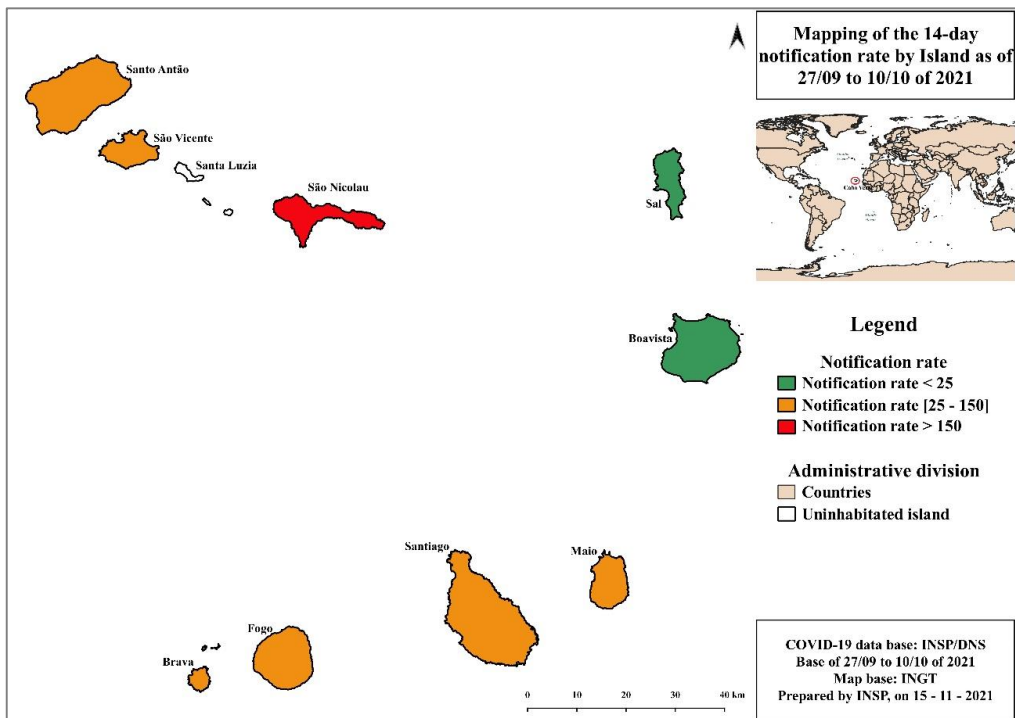 Mapping of the 14-day
notification rate by Island as of
27/09 to 10/10 of 2021
Santo Antão
São Vicente
Santa Luzia
São Nicolau
Sal
Boavista
Cabo
Legend
Notification rate
Notification rate < 25
Notification rate [25 - 150]
Notification rate > 150
Administrative division
Countries
Uninhabitated island
Santiago
Maio
Fogo
Brava
0 10 20 30 40 km
COVID-19 data base: INSP/DNS
Base of 27/09 to 10/10 of 2021
Map base: INGT
Prepared by INSP, on 15 - 11 - 2021